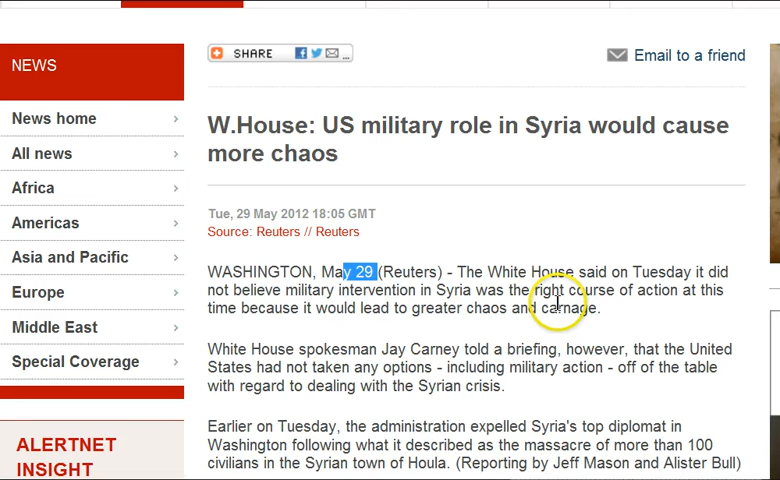 NEWS
News home
All news
Africa
Americas
Asia and Pacific
Europe
Middle East
Special Coverage
ALERTNET
INSIGHT
SHARE ...
Email to a friend
W.House: US military role in Syria would cause
more chaos
Tue, 29 May 2012 18:05 GMT
Source: Reuters // Reuters
WASHINGTON, May 29 (Reuters) - The White House said on Tuesday it did
not believe military intervention in Syria was the right course of action at this
time because it would lead to greater chaos and carnage.
White House spokesman Jay Carney told a briefing, however, that the United
States had not taken any options - including military action - off of the table
with regard to dealing with the Syrian crisis.
Earlier on Tuesday, the administration expelled Syria's top diplomat in
Washington following what it described as the massacre of more than 100
civilians in the Syrian town of Houla. (Reporting by Jeff Mason and Alister Bull)